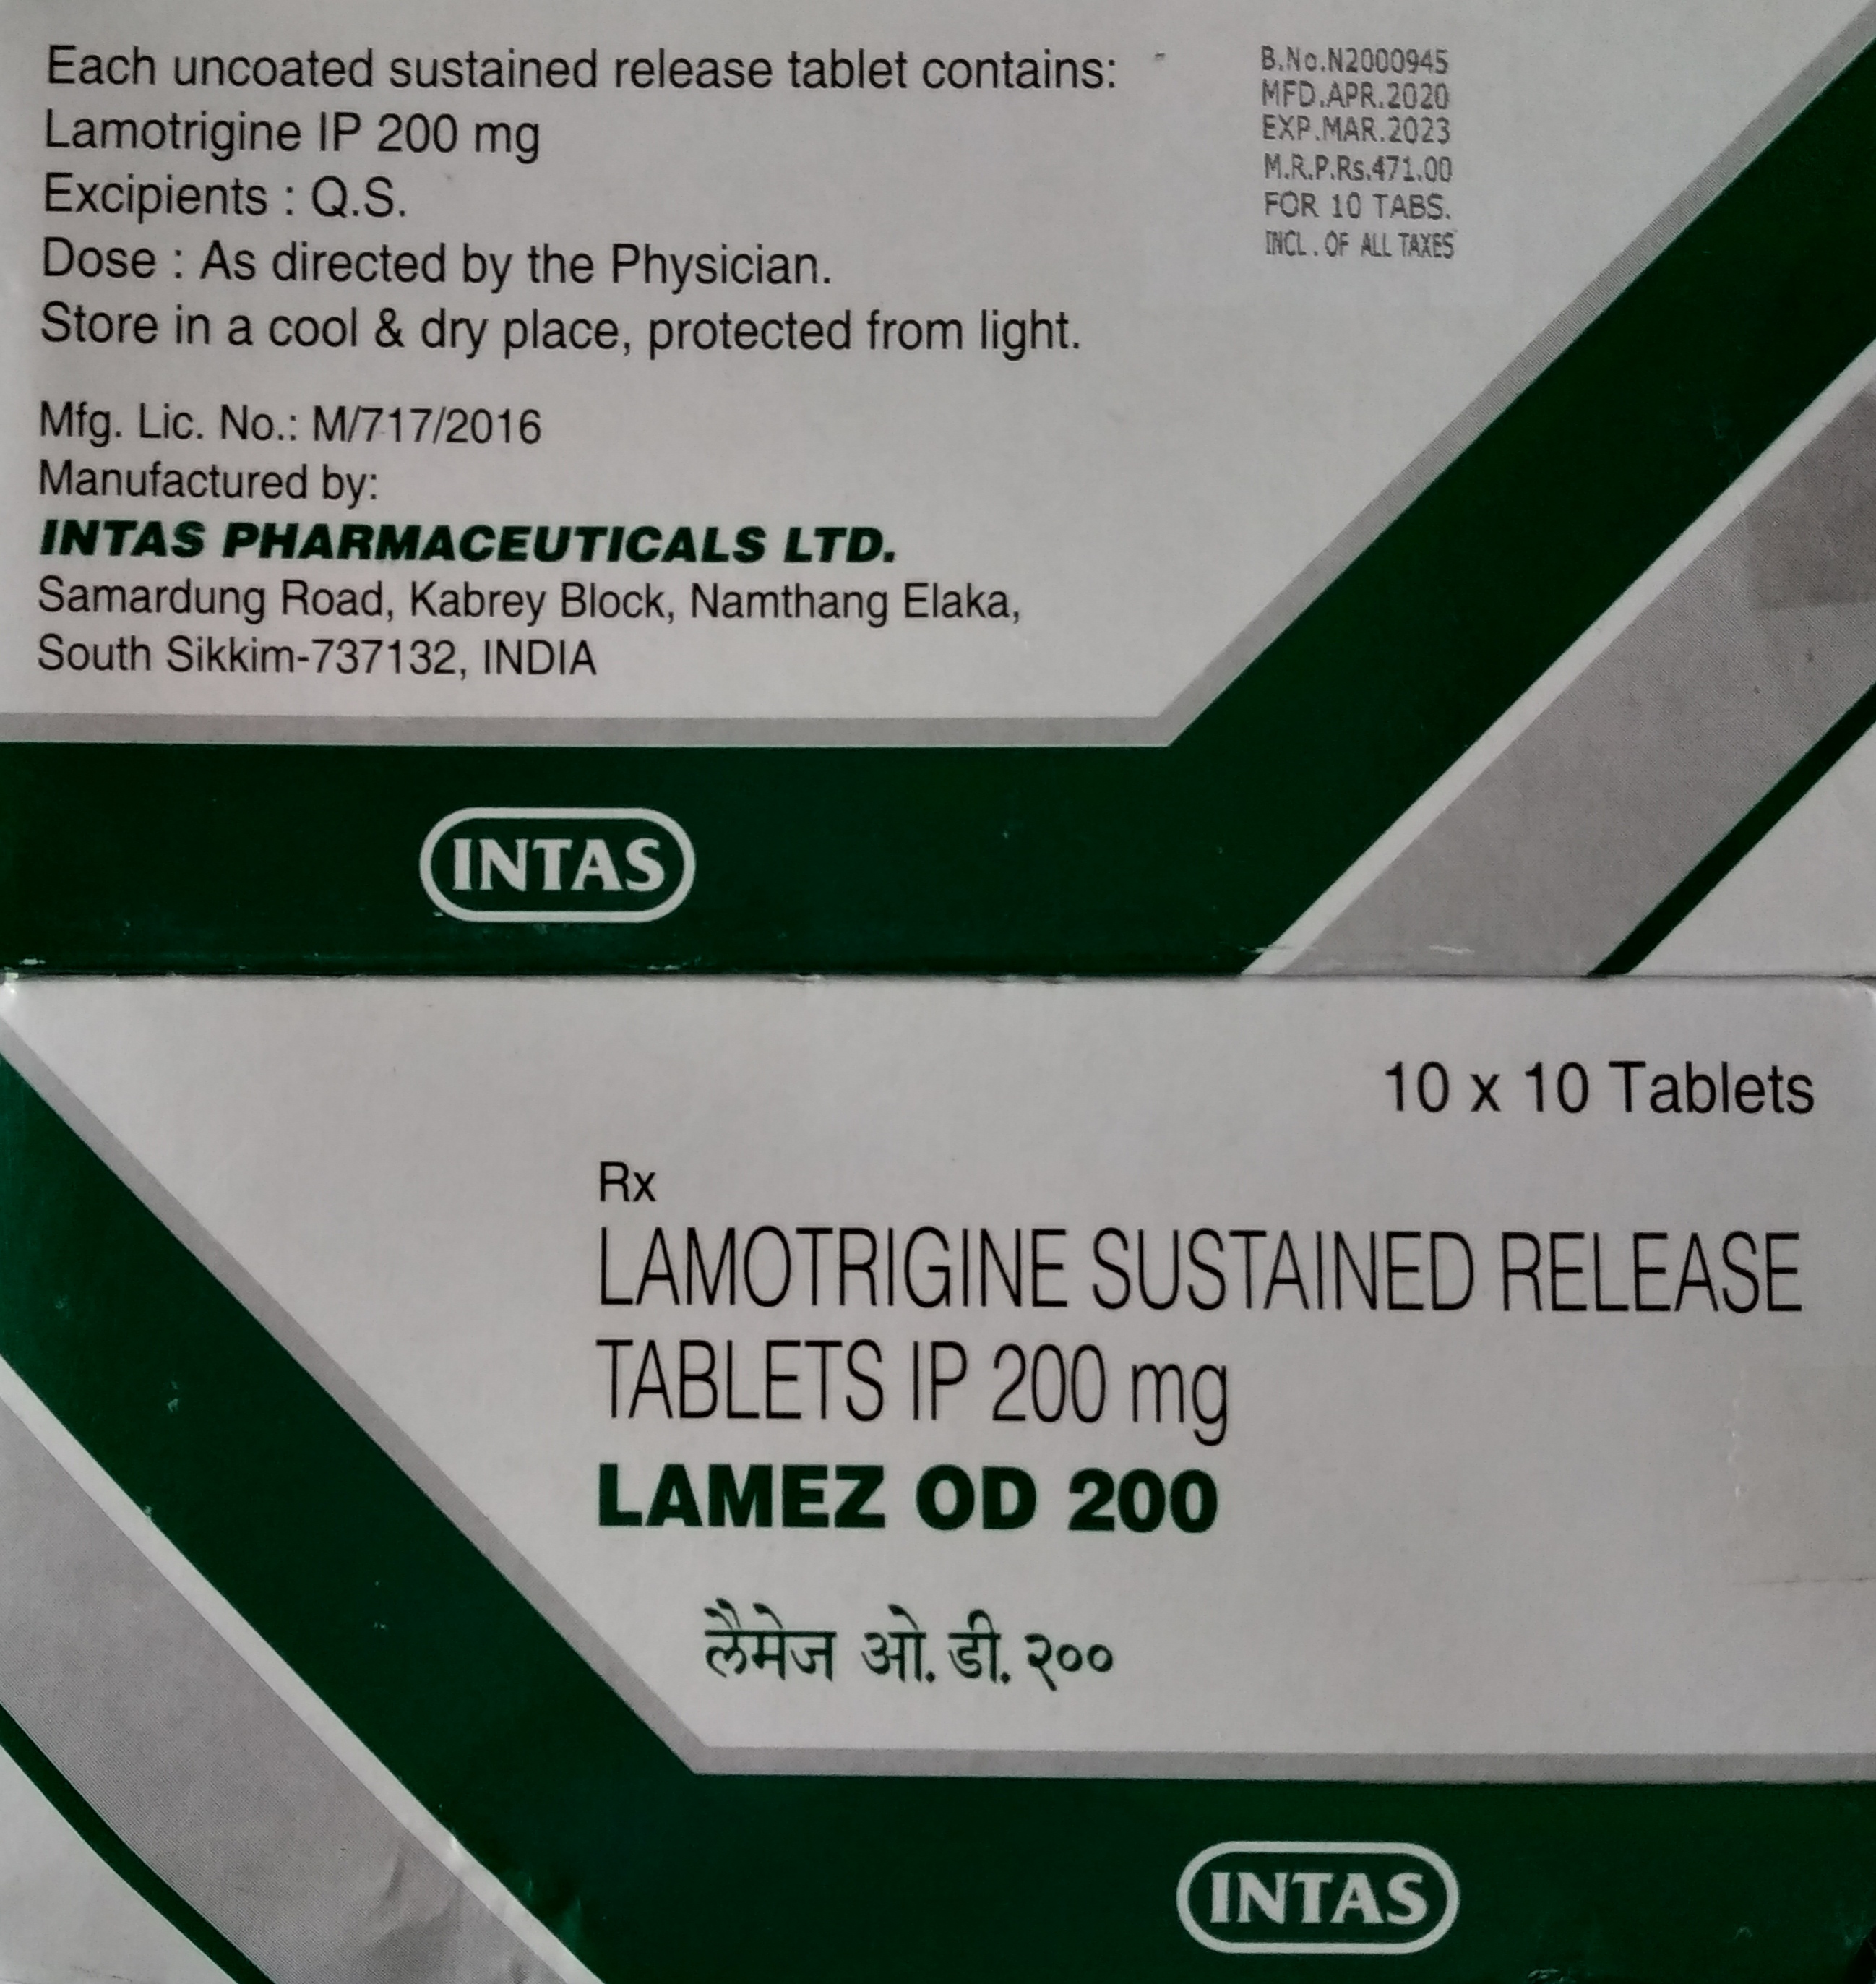 Each uncoated sustained release tablet contains:
Lamotrigine IP 200 mg
Excipients : Q.S.
Dose : As directed by the Physician.
Store in a cool & dry place, protected from light.
B.No.N2000945
MFD.APR.2020
EXP.MAR.2023
M.R.P.Rs.471.00
FOR 10 TABS.
INCL. OF ALL TAXES
Mfg. Lic. No.: M/717/2016
Manufactured by:
INTAS PHARMACEUTICALS LTD.
Samardung Road, Kabrey Block, Namthang Elaka,
South Sikkim-737132, INDIA
INTAS
10 x 10 Tablets
Rx
LAMOTRIGINE SUSTAINED RELEASE
TABLETS IP 200 mg
LAMEZ OD 200
लैमेज ओ. डी. २००
INTAS